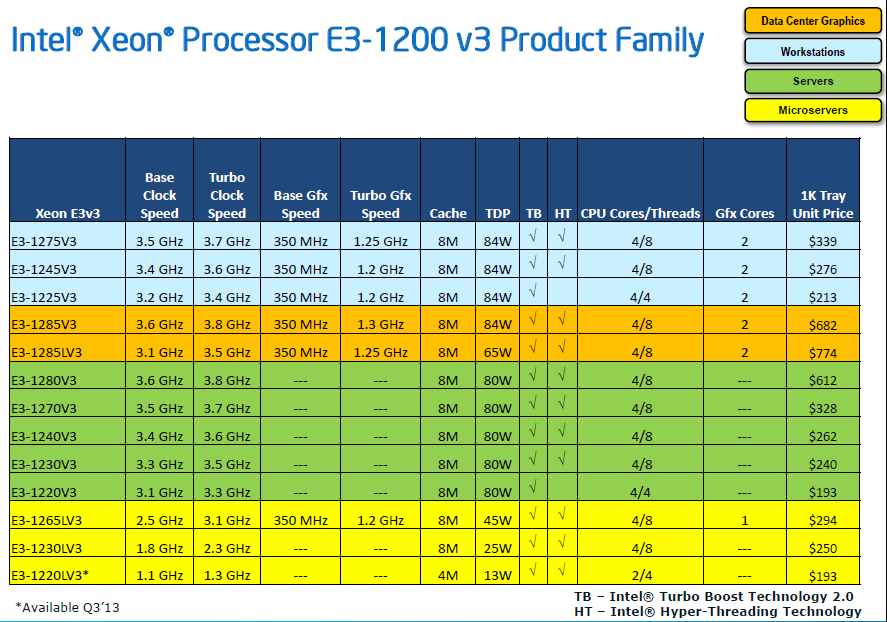 Intel® Xeon® Processor E3-1200 v3 Product Family
Data Center Graphics
Workstations
Servers
Microservers
Xeon E3v3 Base Clock Speed Turbo Clock Speed Base Gfx Speed Turbo Gfx Speed Cache TDP TB HT CPU Cores/Threads Gfx Cores 1K Tray Unit Price
E3-1275V3 3.5 GHz 3.7 GHz 350 MHz 1.25 GHz 8M 84W √ √ 4/8 2 $339
E3-1245V3 3.4 GHz 3.6 GHz 350 MHz 1.2 GHz 8M 84W √ √ 4/8 2 $276
E3-1225V3 3.2 GHz 3.4 GHz 350 MHz 1.2 GHz 8M 84W √ 4/4 2 $213
E3-1285V3 3.6 GHz 3.8 GHz 350 MHz 1.3 GHz 8M 84W √ √ 4/8 2 $682
E3-1285LV3 3.1 GHz 3.5 GHz 350 MHz 1.25 GHz 8M 65W √ √ 4/8 2 $774
E3-1280V3 3.6 GHz 3.8 GHz --- --- 8M 80W √ √ 4/8 --- $612
E3-1270V3 3.5 GHz 3.7 GHz --- --- 8M 80W √ √ 4/8 --- $328
E3-1240V3 3.4 GHz 3.6 GHz --- --- 8M 80W √ √ 4/8 --- $262
E3-1230V3 3.3 GHz 3.5 GHz --- --- 8M 80W √ √ 4/8 --- $240
E3-1220V3 3.1 GHz 3.3 GHz --- --- 8M 80W √ 4/4 --- $193
E3-1265LV3 2.5 GHz 3.1 GHz 350 MHz 1.2 GHz 8M 45W √ √ 4/8 1 $294
E3-1230LV3 1.8 GHz 2.3 GHz --- --- 8M 25W √ √ 4/8 --- $250
E3-1220LV3* 1.1 GHz 1.3 GHz --- --- 4M 13W √ √ 2/4 --- $193
*Available Q3'13
TB – Intel® Turbo Boost Technology 2.0
HT – Intel® Hyper-Threading Technology